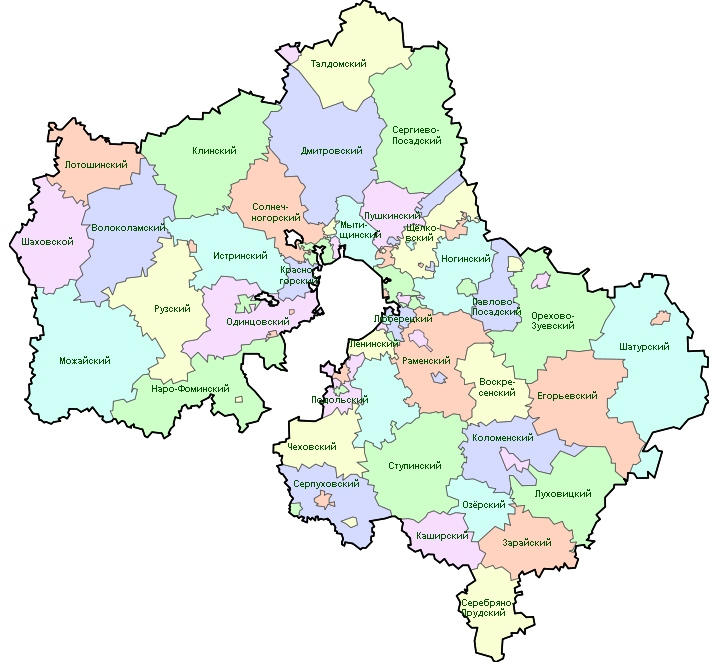 Талдомский
Сергиево-
Посадский
Клинский
Дмитровский
Лотошинский
Солнеч-
ногорский
Пушкинский
Мыти-
щинский
Щёлко-
вский
Волоколамский
Шаховской
Истринский
Красно-
горский
Ногинский
Павлово-
Посадский
Орехово-
Зуевский
Рузский
Одинцовский
Люберецкий
Ленинский
Раменский
Шатурский
Можайский
Наро-Фоминский
Воскре-
сенский
Егорьевский
Подольский
Чеховский
Коломенский
Ступинский
Серпуховский
Озёрский
Луховицкий
Каширский
Зарайский
Серебряно-
Прудский